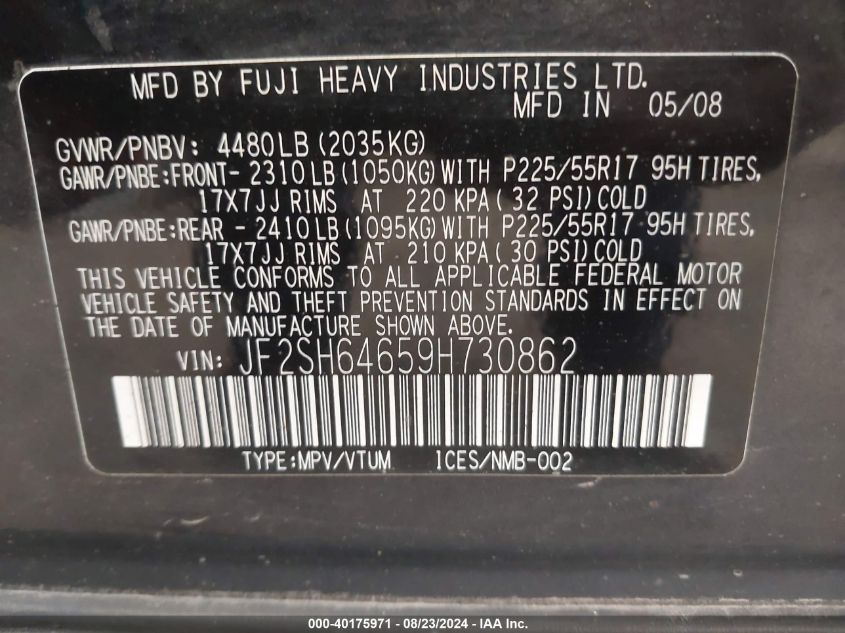 MFD BY FUJI HEAVY INDUSTRIES LTD.
MFD IN 05/08
GVWR/PNBV: 4480LB (2035KG)
GAWR/PNBE:FRONT- 2310LB (1050KG) WITH P225/55R17 95H TIRES,
17X7JJ RIMS AT 220 KPA ( 32 PSI) COLD
GAWR/PNBE:REAR - 2410LB (1095KG) WITH P225/55R17 95H TIRES,
17X7JJ RIMS AT 210 KPA ( 30 PSI) COLD
THIS VEHICLE CONFORMS TO ALL APPLICABLE FEDERAL MOTOR
VEHICLE SAFETY AND THEFT PREVENTION STANDARDS IN EFFECT ON
THE DATE OF MANUFACTURE SHOWN ABOVE.
VIN: JF2SH64659H730862
TYPE:MPV/VTUM ICES/NMB-002
000-40175971 - 08/23/2024 - IAA Inc.